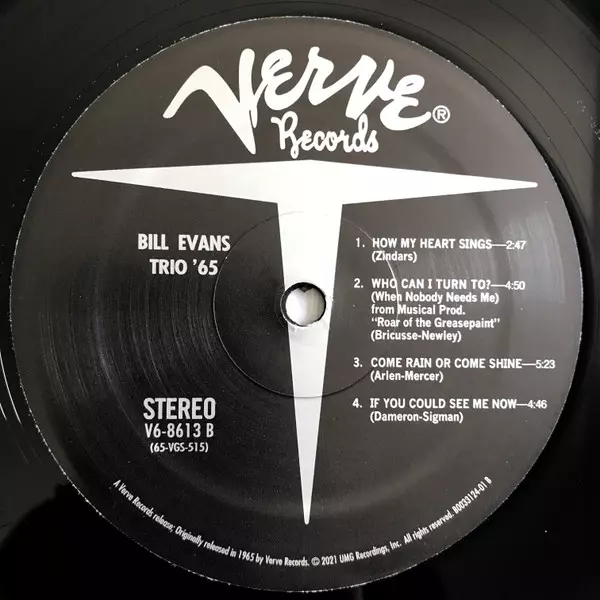 Verve®
Records
BILL EVANS
TRIO '65
STEREO
V6-8613 B
(65-VGS-515)
1. HOW MY HEART SINGS—2:47
(Zindars)
2. WHO CAN I TURN TO?—4:50
(When Nobody Needs Me)
from Musical Prod.
"Roar of the Greasepaint"
(Bricusse-Newley)
3. COME RAIN OR COME SHINE—5:23
(Arlen-Mercer)
4. IF YOU COULD SEE ME NOW—4:46
(Dameron-Sigman)
A Verve Records release; Originally released in 1965 by Verve Records. © 2021 UMG Recordings, Inc. All rights reserved. B0033124-01 B